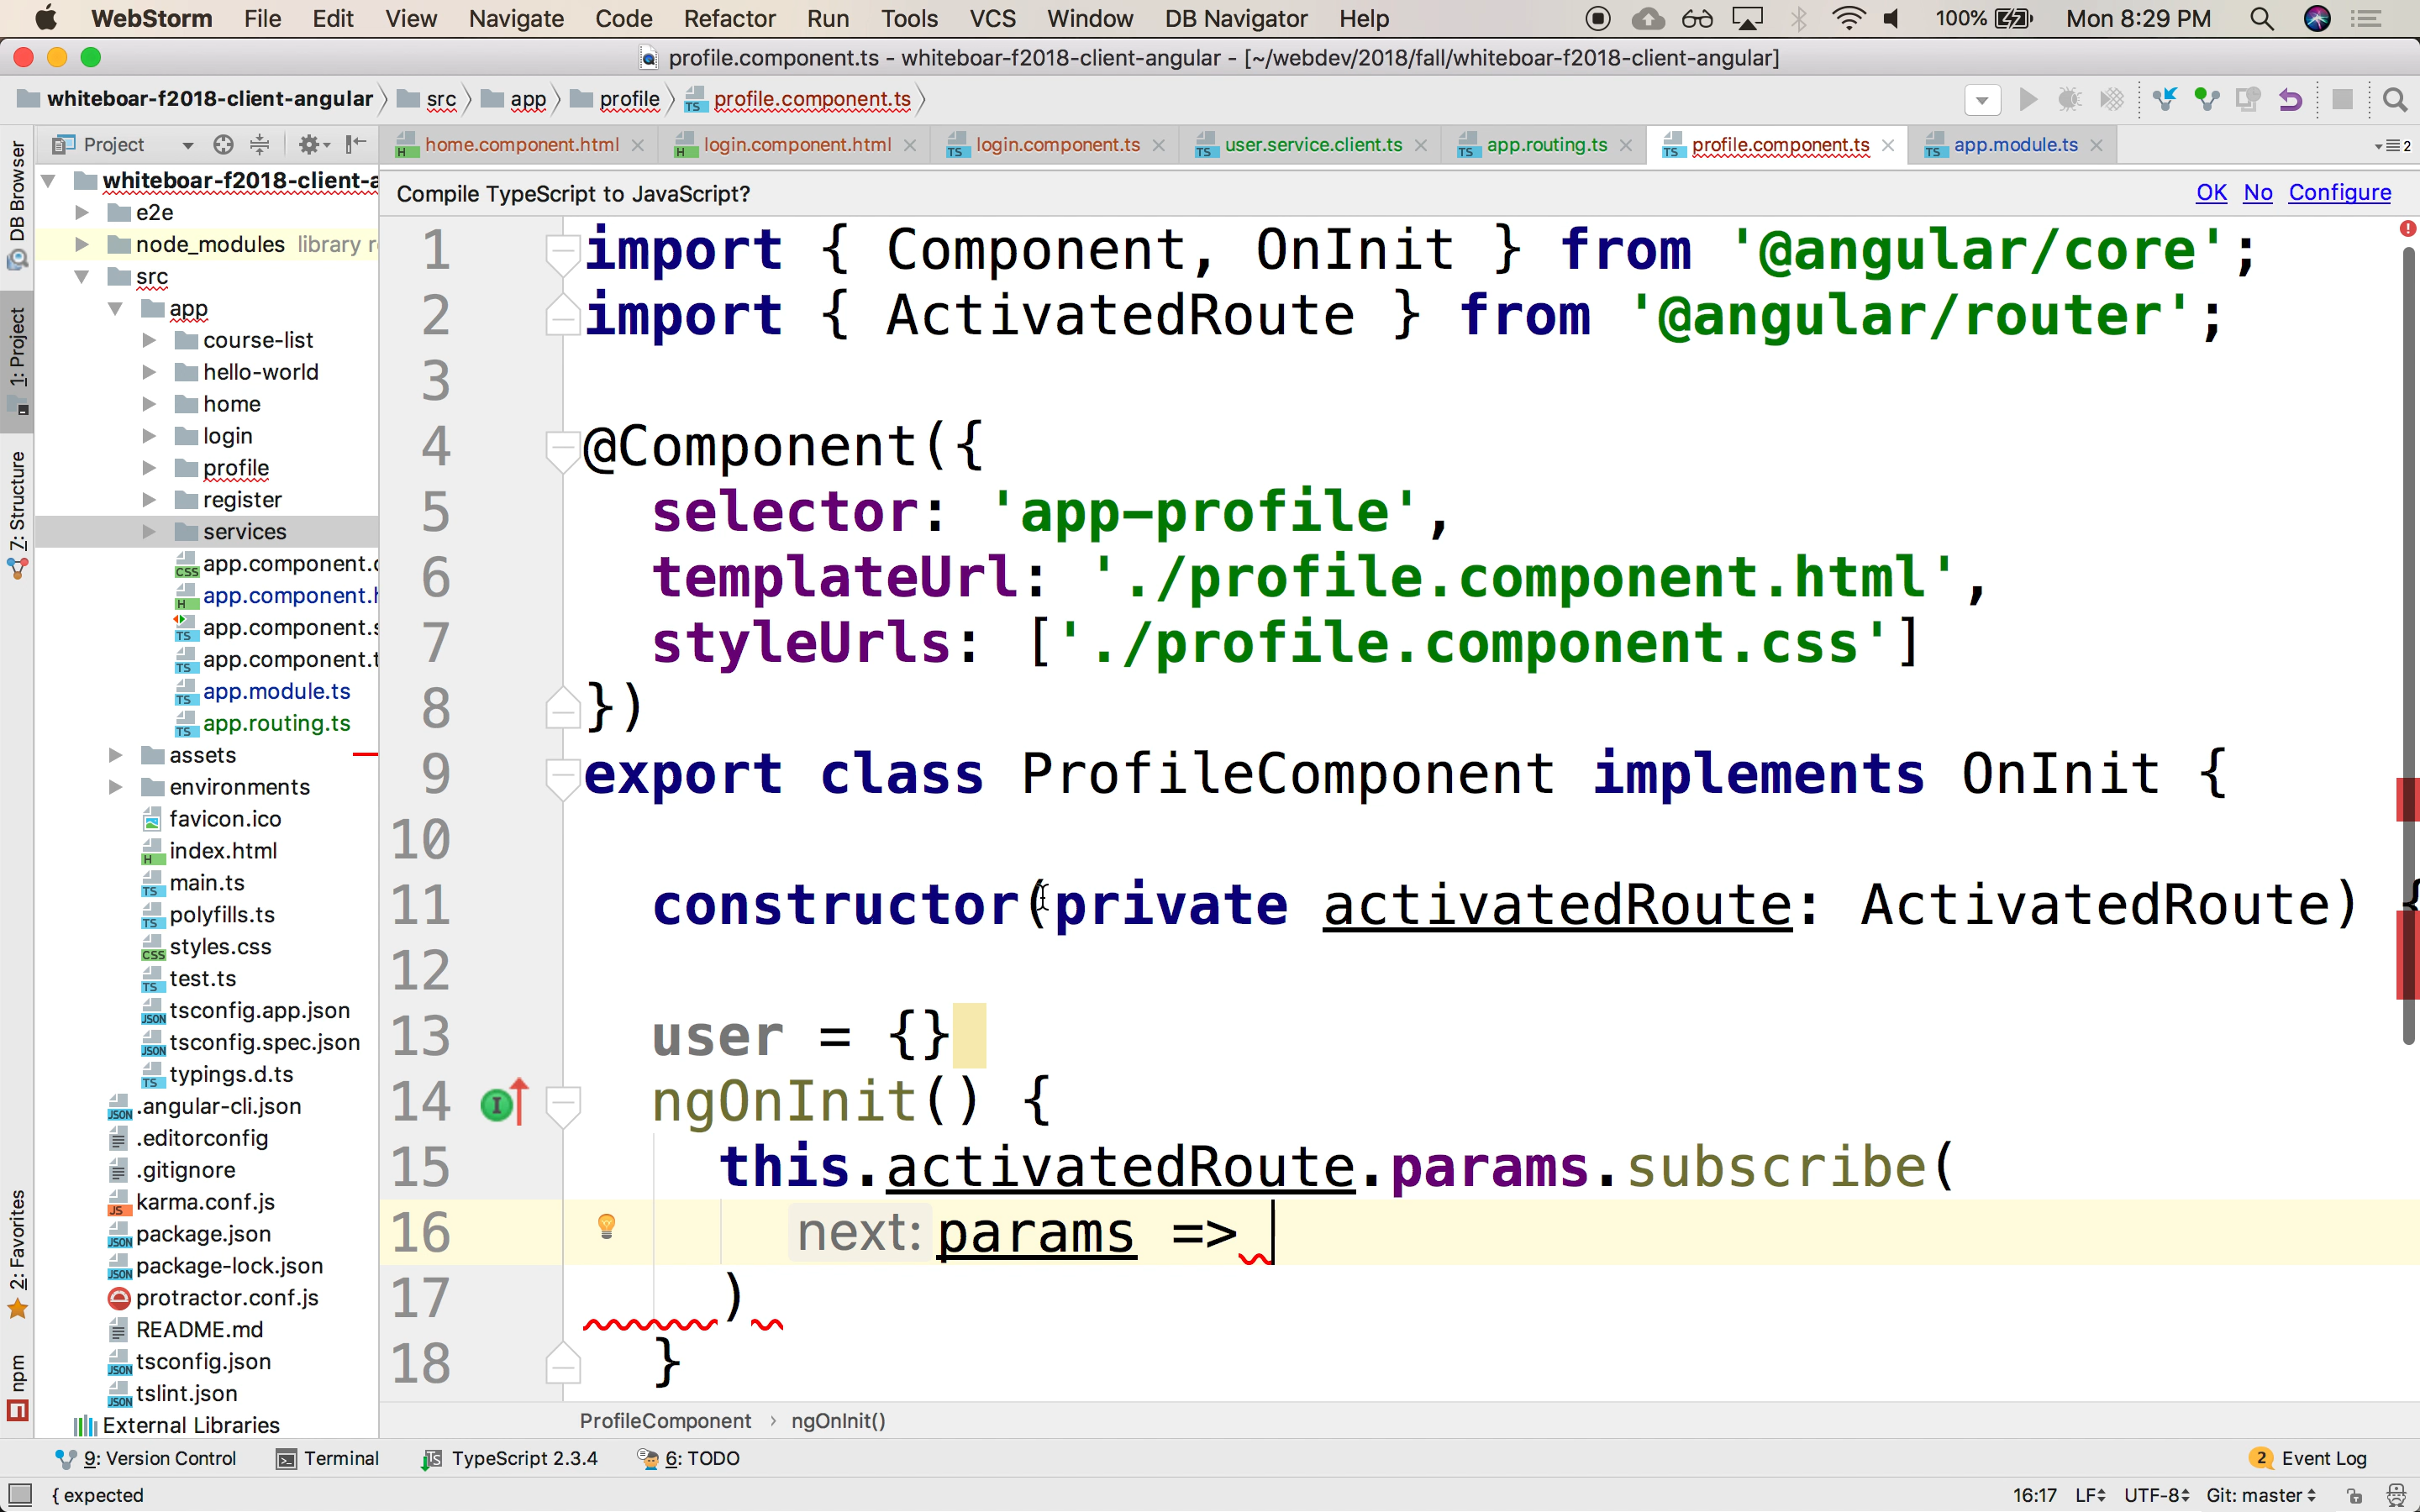 WebStorm File Edit View Navigate Code Refactor Run Tools VCS Window DB Navigator Help 100% Mon 8:29 PM
profile.component.ts - whiteboar-f2018-client-angular - [~/webdev/2018/fall/whiteboar-f2018-client-angular]
whiteboar-f2018-client-angular src app profile profile.component.ts
Project home.component.html login.component.html login.component.ts user.service.client.ts app.routing.ts profile.component.ts app.module.ts 2
DB Browser
1: Project
7: Structure
2: Favorites
npm
whiteboar-f2018-client-a
e2e
node_modules library r
src
app
course-list
hello-world
home
login
profile
register
services
app.component.c
app.component.h
app.component.s
app.component.t
app.module.ts
app.routing.ts
assets
environments
favicon.ico
index.html
main.ts
polyfills.ts
styles.css
test.ts
tsconfig.app.json
tsconfig.spec.json
typings.d.ts
.angular-cli.json
.editorconfig
.gitignore
karma.conf.js
package.json
package-lock.json
protractor.conf.js
README.md
tsconfig.json
tslint.json
External Libraries
Compile TypeScript to JavaScript? OK No Configure
1 import { Component, OnInit } from '@angular/core';
2 import { ActivatedRoute } from '@angular/router';
3
4 @Component({
5 selector: 'app-profile',
6 templateUrl: './profile.component.html',
7 styleUrls: ['./profile.component.css']
8 })
9 export class ProfileComponent implements OnInit {
10
11 constructor(private activatedRoute: ActivatedRoute) {
12
13 user = {}
14 ngOnInit() {
15 this.activatedRoute.params.subscribe(
16 next: params =>
17 )
18 }
ProfileComponent › ngOnInit()
9: Version Control Terminal TypeScript 2.3.4 6: TODO 2 Event Log
{ expected 16:17 LF UTF-8 Git: master